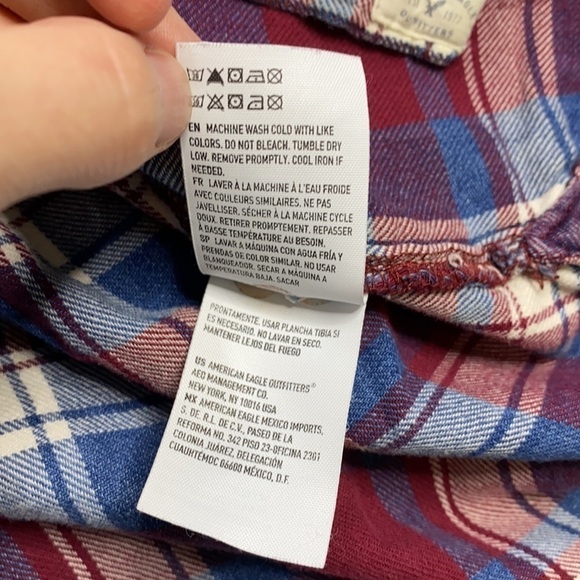 1977
OUTFITTERS
EN MACHINE WASH COLD WITH LIKE
COLORS. DO NOT BLEACH. TUMBLE DRY
LOW. REMOVE PROMPTLY. COOL IRON IF
NEEDED.
FR LAVER À LA MACHINE À L'EAU FROIDE
AVEC COULEURS SIMILAIRES. NE PAS
JAVELLISER. SÉCHER À LA MACHINE CYCLE
DOUX. RETIRER PROMPTEMENT. REPASSER
À BASSE TEMPÉRATURE AU BESOIN.
SP LAVAR A MÁQUINA CON AGUA FRÍA Y
PRENDAS DE COLOR SIMILAR. NO USAR
BLANQUEADOR. SECAR A MÁQUINA A
TEMPERATURA BAJA. SACAR
PRONTAMENTE. USAR PLANCHA TIBIA SI
ES NECESARIO. NO LAVAR EN SECO.
MANTENER LEJOS DEL FUEGO
US AMERICAN EAGLE OUTFITTERS®
AEO MANAGEMENT CO.
NEW YORK, NY 10016 USA
MX AMERICAN EAGLE MEXICO IMPORTS,
S. DE. R.L. DE C.V., PASEO DE LA
REFORMA NO. 342 PISO 23-OFICINA 2301
COLONIA JUÁREZ, DELEGACIÓN
CUAUHTEMOC 06600 MÉXICO, D.F.